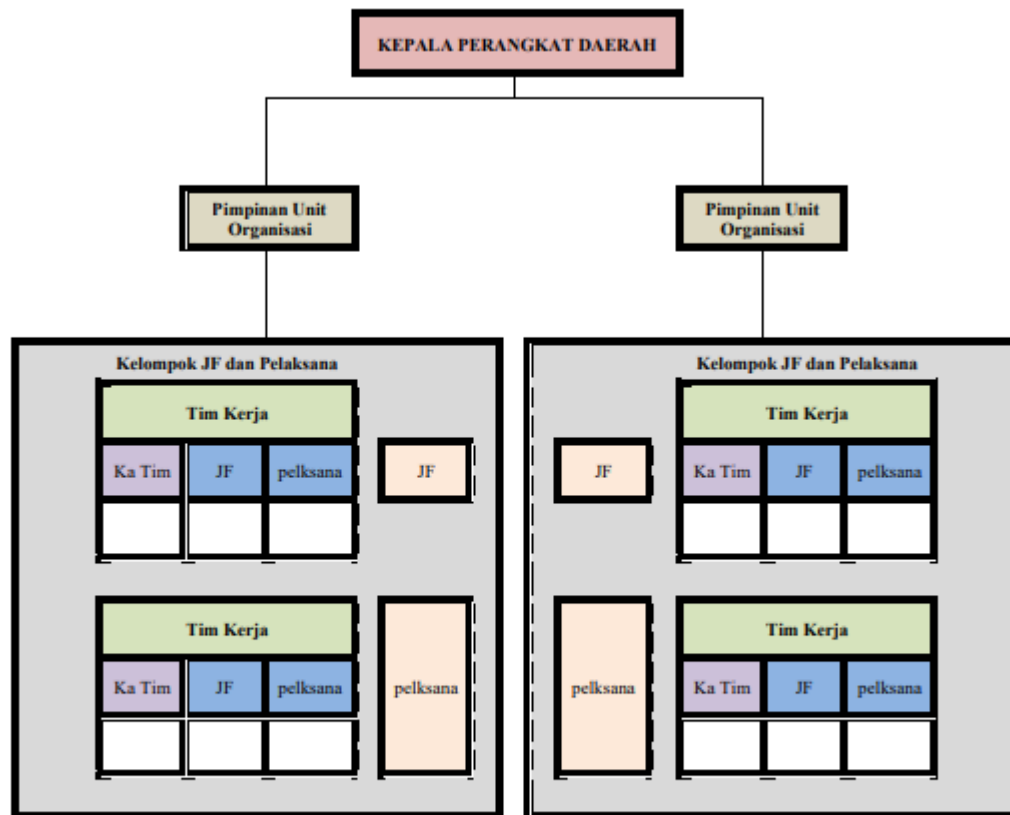 KEPALA PERANGKAT DAERAH
Pimpinan Unit
Organisasi
Pimpinan Unit
Organisasi
Kelompok JF dan Pelaksana
Tim Kerja
Ka Tim
JF
pelksana
JF
Tim Kerja
Ka Tim
JF
pelksana
pelksana
Kelompok JF dan Pelaksana
JF
Tim Kerja
Ka Tim
JF
pelksana
pelksana
Tim Kerja
Ka Tim
JF
pelksana